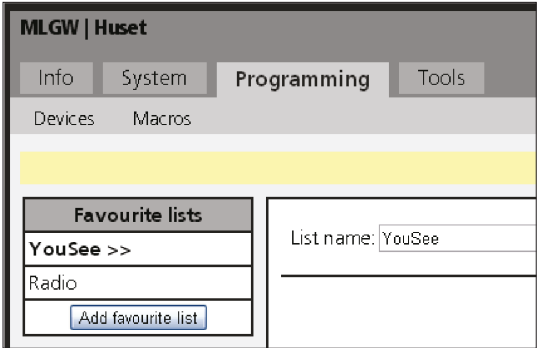 MLGW | Huset
Info System Programming Tools
Devices Macros
Favourite lists
YouSee >>
Radio
Add favourite list
List name: YouSee